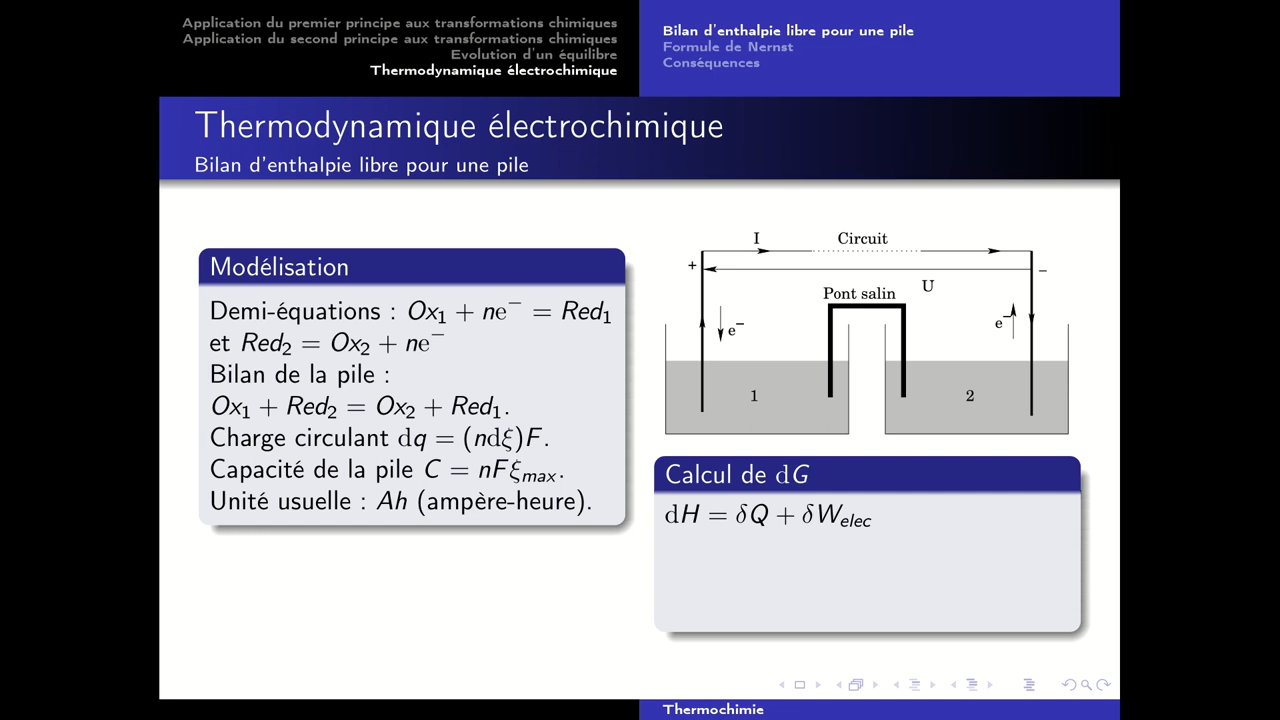 Application du premier principe aux transformations chimiques
Application du second principe aux transformations chimiques
Evolution d'un équilibre
Thermodynamique électrochimique
Bilan d'enthalpie libre pour une pile
Formule de Nernst
Conséquences
Thermodynamique électrochimique
Bilan d'enthalpie libre pour une pile
Modélisation
Demi-équations : Ox₁ + ne⁻ = Red₁
et Red₂ = Ox₂ + ne⁻
Bilan de la pile :
Ox₁ + Red₂ = Ox₂ + Red₁.
Charge circulant dq = (ndξ)F.
Capacité de la pile C = nFξₘₐₓ.
Unité usuelle : Ah (ampère-heure).
I Circuit
+ −
U
Pont salin
e⁻ e⁻
1 2
Calcul de dG
dH = δQ + δW_elec
Thermochimie